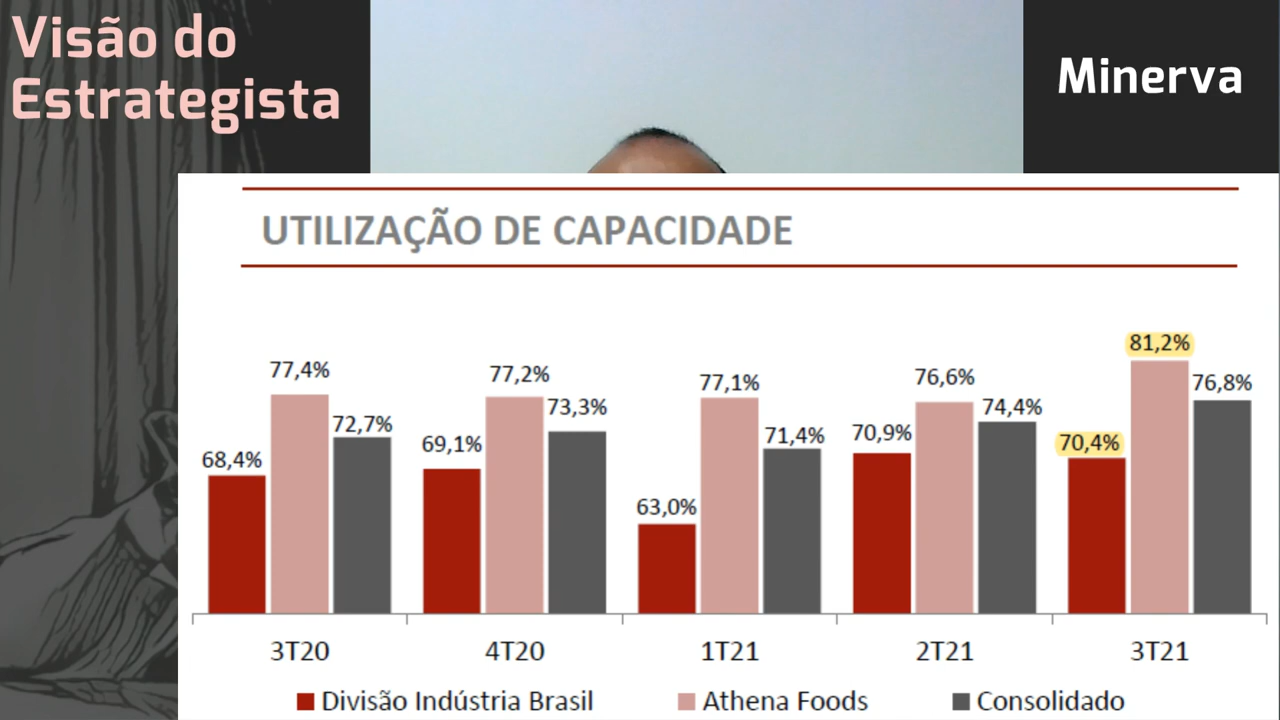 Visão do
Estrategista
Minerva
UTILIZAÇÃO DE CAPACIDADE
68,4%
77,4%
72,7%
69,1%
77,2%
73,3%
63,0%
77,1%
71,4%
70,9%
76,6%
74,4%
70,4%
81,2%
76,8%
3T20
4T20
1T21
2T21
3T21
Divisão Indústria Brasil
Athena Foods
Consolidado